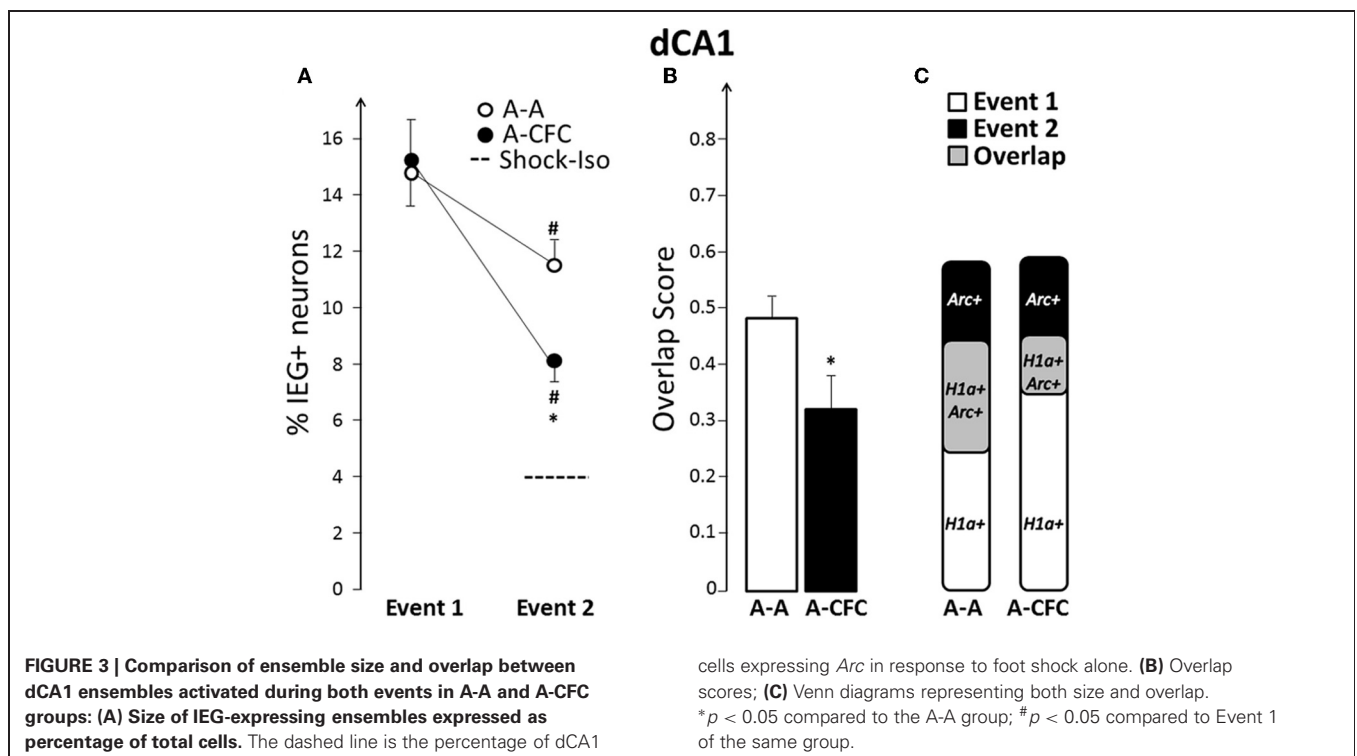 dCA1
A
B
C
A-A
A-CFC
Shock-Iso
Event 1
Event 2
Overlap
% IEG+ neurons
16
14
12
10
8
6
4
2
0
#
#
*
Event 1
Event 2
Overlap Score
0.8
0.7
0.6
0.5
0.4
0.3
0.2
0.1
0
*
A-A
A-CFC
Arc+
H1a+
Arc+
H1a+
Arc+
H1a+
Arc+
H1a+
A-A
A-CFC
FIGURE 3 | Comparison of ensemble size and overlap between
dCA1 ensembles activated during both events in A-A and A-CFC
groups: (A) Size of IEG-expressing ensembles expressed as
percentage of total cells. The dashed line is the percentage of dCA1
cells expressing Arc in response to foot shock alone. (B) Overlap
scores; (C) Venn diagrams representing both size and overlap.
*p < 0.05 compared to the A-A group; #p < 0.05 compared to Event 1
of the same group.